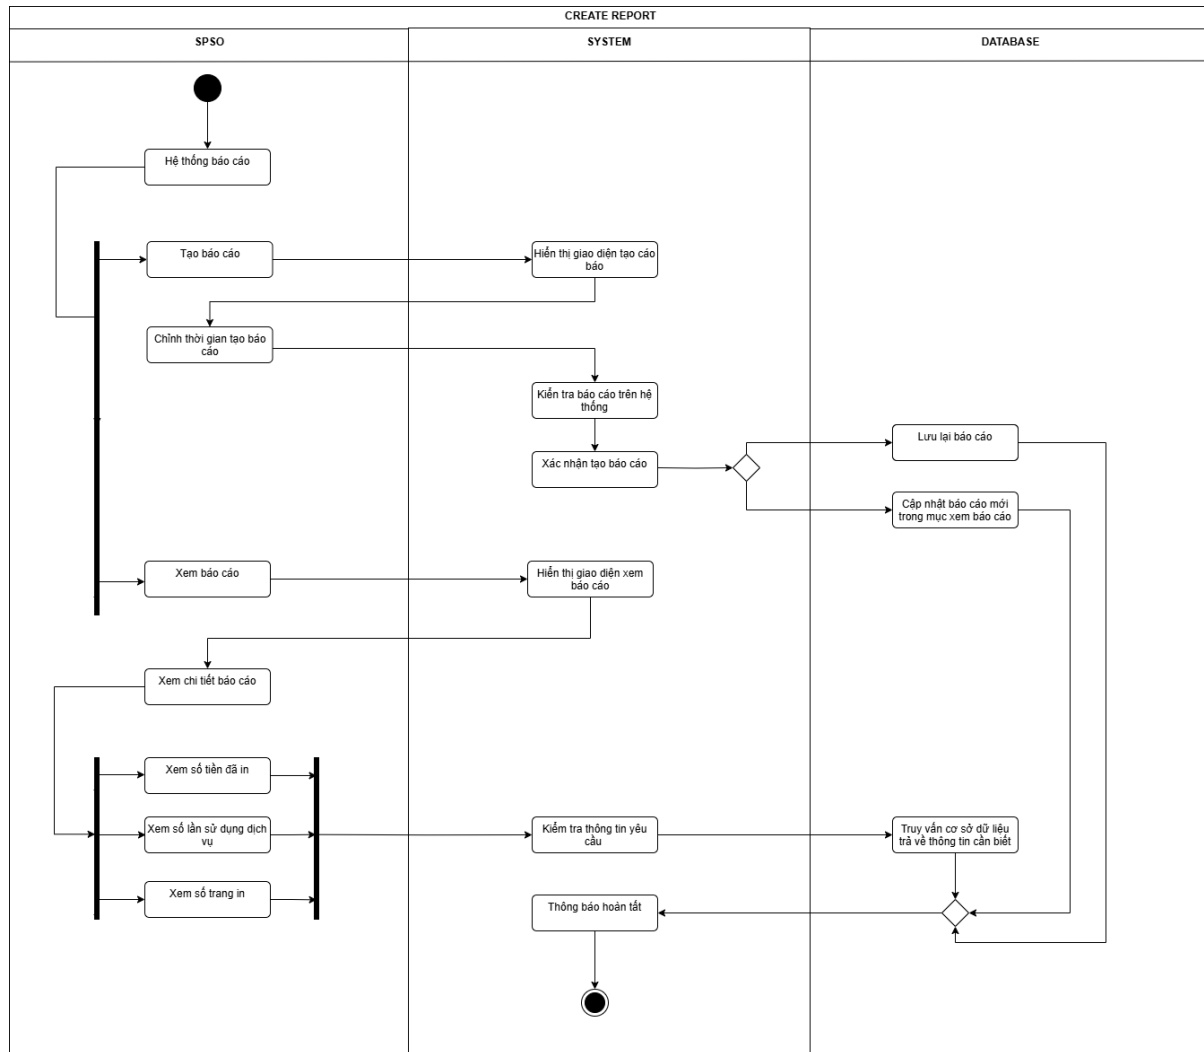 CREATE REPORT
SPSO
SYSTEM
DATABASE
Hệ thống báo cáo
Tạo báo cáo
Hiển thị giao diện tạo cáo
báo
Chỉnh thời gian tạo báo
cáo
Kiển tra báo cáo trên hệ
thống
Xác nhận tạo báo cáo
Lưu lại báo cáo
Cập nhật báo cáo mới
trong mục xem báo cáo
Xem báo cáo
Hiển thị giao diện xem
báo cáo
Xem chi tiết báo cáo
Xem số tiền đã in
Xem số lần sử dụng dịch
vụ
Kiểm tra thông tin yêu
cầu
Truy vấn cơ sở dữ liệu
trả về thông tin cần biết
Xem số trang in
Thông báo hoàn tất